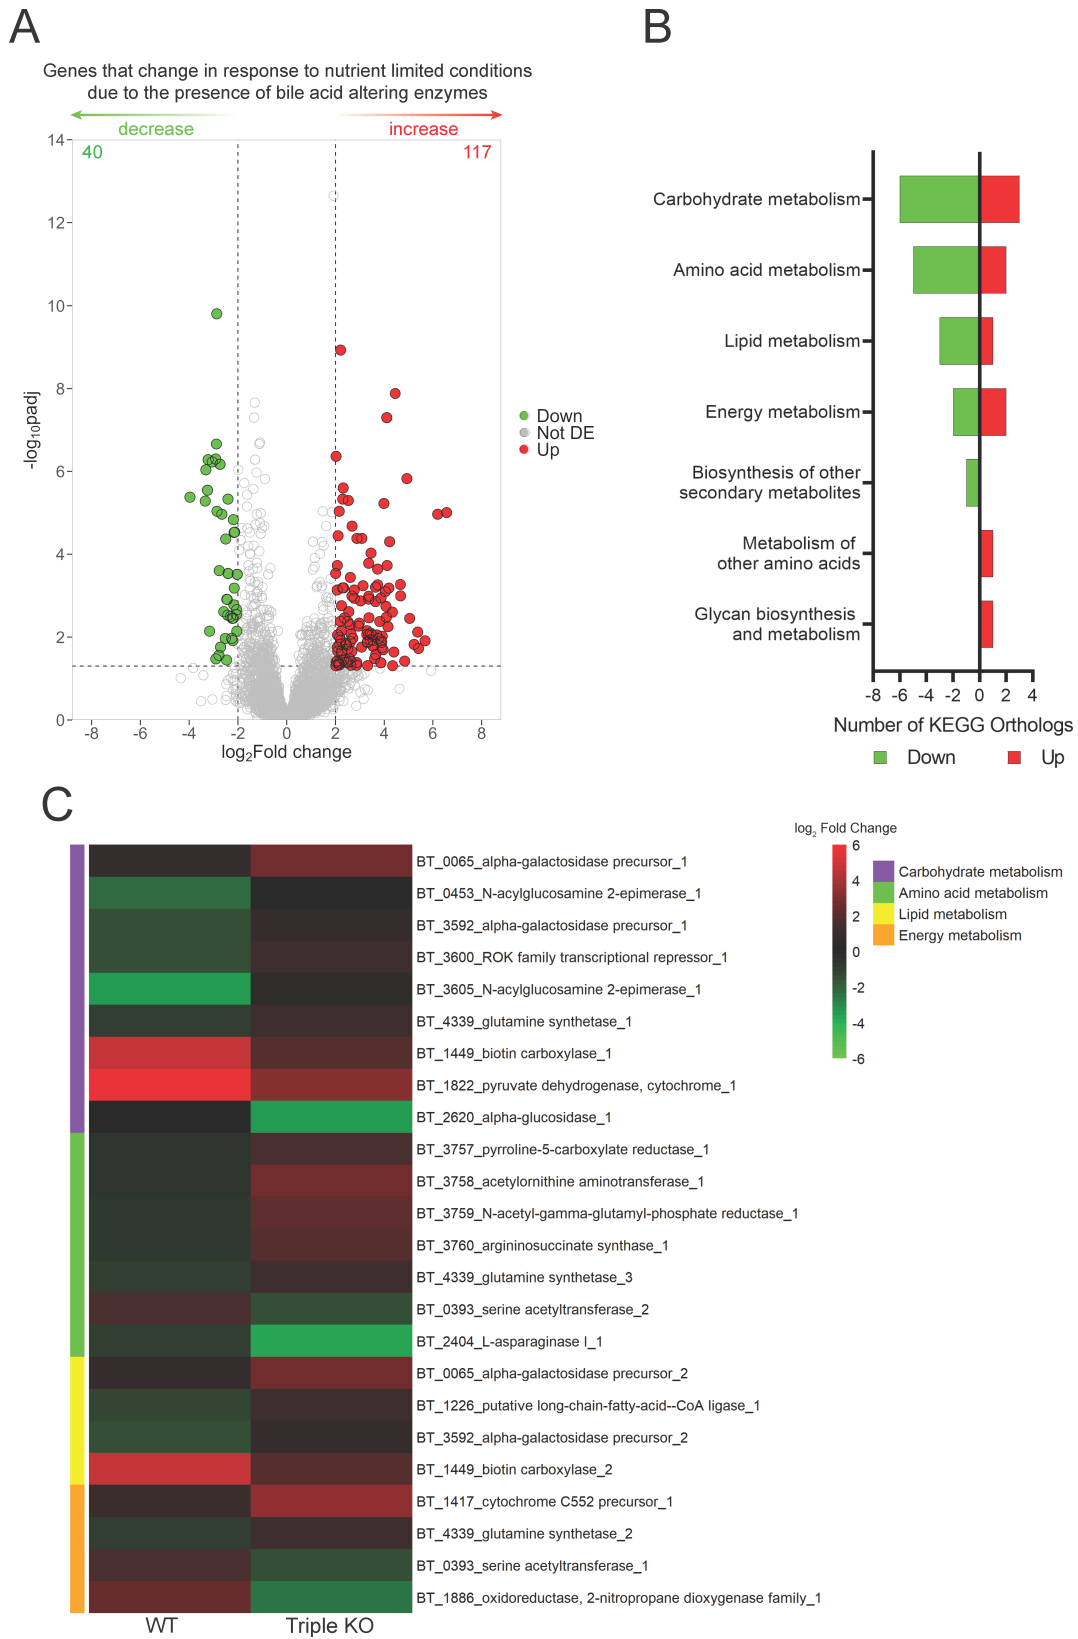 A
Genes that change in response to nutrient limited conditions
due to the presence of bile acid altering enzymes
decrease
increase
40
117
14
12
10
8
6
4
2
0
-log10padj
-8
-6
-4
-2
0
2
4
6
8
log2Fold change
Down
Not DE
Up
B
Carbohydrate metabolism
Amino acid metabolism
Lipid metabolism
Energy metabolism
Biosynthesis of other
secondary metabolites
Metabolism of
other amino acids
Glycan biosynthesis
and metabolism
-8
-6
-4
-2
0
2
4
Number of KEGG Orthologs
Down
Up
C
BT_0065_alpha-galactosidase precursor_1
BT_0453_N-acylglucosamine 2-epimerase_1
BT_3592_alpha-galactosidase precursor_1
BT_3600_ROK family transcriptional repressor_1
BT_3605_N-acylglucosamine 2-epimerase_1
BT_4339_glutamine synthetase_1
BT_1449_biotin carboxylase_1
BT_1822_pyruvate dehydrogenase, cytochrome_1
BT_2620_alpha-glucosidase_1
BT_3757_pyrroline-5-carboxylate reductase_1
BT_3758_acetylornithine aminotransferase_1
BT_3759_N-acetyl-gamma-glutamyl-phosphate reductase_1
BT_3760_argininosuccinate synthase_1
BT_4339_glutamine synthetase_3
BT_0393_serine acetyltransferase_2
BT_2404_L-asparaginase I_1
BT_0065_alpha-galactosidase precursor_2
BT_1226_putative long-chain-fatty-acid--CoA ligase_1
BT_3592_alpha-galactosidase precursor_2
BT_1449_biotin carboxylase_2
BT_1417_cytochrome C552 precursor_1
BT_4339_glutamine synthetase_2
BT_0393_serine acetyltransferase_1
BT_1886_oxidoreductase, 2-nitropropane dioxygenase family_1
WT
Triple KO
log2 Fold Change
6
4
2
0
-2
-4
-6
Carbohydrate metabolism
Amino acid metabolism
Lipid metabolism
Energy metabolism